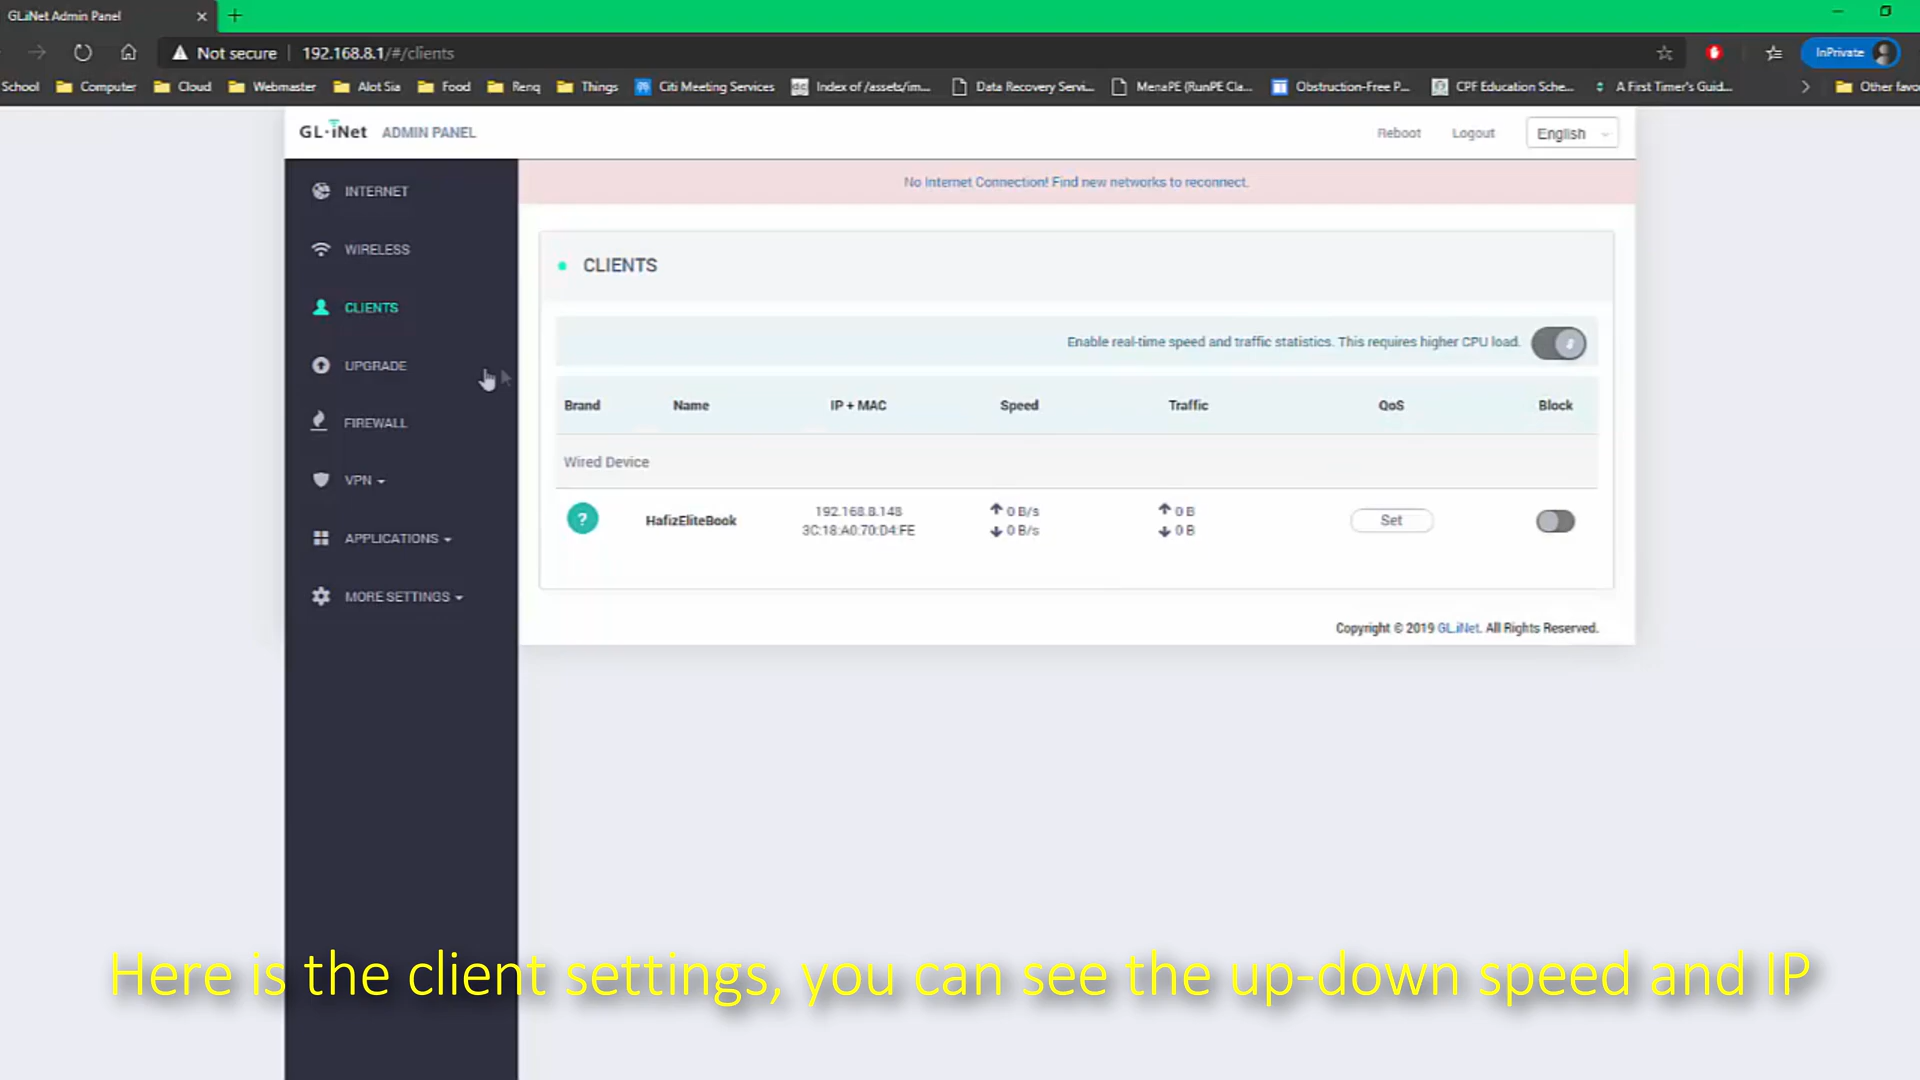 GL.iNet Admin Panel
Not secure
192.168.8.1/#/clients
InPrivate
School
Computer
Cloud
Webmaster
Alot Sia
Food
Renq
Things
Citi Meeting Services
Index of /assets/im...
Data Recovery Servi...
MenaPE (RunPE Cla...
Obstruction-Free P...
CPF Education Sche...
A First Timer's Guid...
Other favo
GL·iNet ADMIN PANEL
Reboot
Logout
English
INTERNET
WIRELESS
CLIENTS
UPGRADE
FIREWALL
VPN
APPLICATIONS
MORE SETTINGS
No Internet Connection! Find new networks to reconnect.
CLIENTS
Enable real-time speed and traffic statistics. This requires higher CPU load.
Brand Name IP + MAC Speed Traffic QoS Block
Wired Device
? HafizEliteBook 192.168.8.148 ↑ 0 B/s ↑ 0 B Set
3C:18:A0:70:D4:FE ↓ 0 B/s ↓ 0 B
Copyright © 2019 GL.iNet. All Rights Reserved.
Here is the client settings, you can see the up-down speed and IP